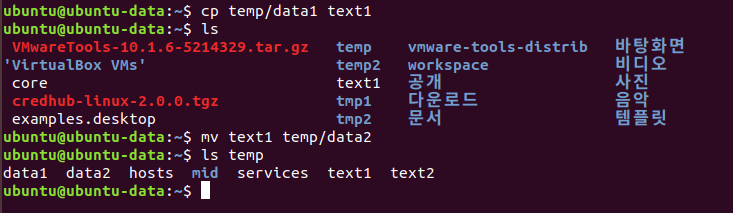 ubuntu@ubuntu-data:~$ cp temp/data1 text1
ubuntu@ubuntu-data:~$ ls
 VMwareTools-10.1.6-5214329.tar.gz   temp    vmware-tools-distrib   바탕화면
'VirtualBox VMs'                     temp2   workspace              비디오
 core                                text1   공개                   사진
 credhub-linux-2.0.0.tgz             tmp1    다운로드               음악
 examples.desktop                    tmp2    문서                   템플릿
ubuntu@ubuntu-data:~$ mv text1 temp/data2
ubuntu@ubuntu-data:~$ ls temp
data1  data2  hosts  mid  services  text1  text2
ubuntu@ubuntu-data:~$